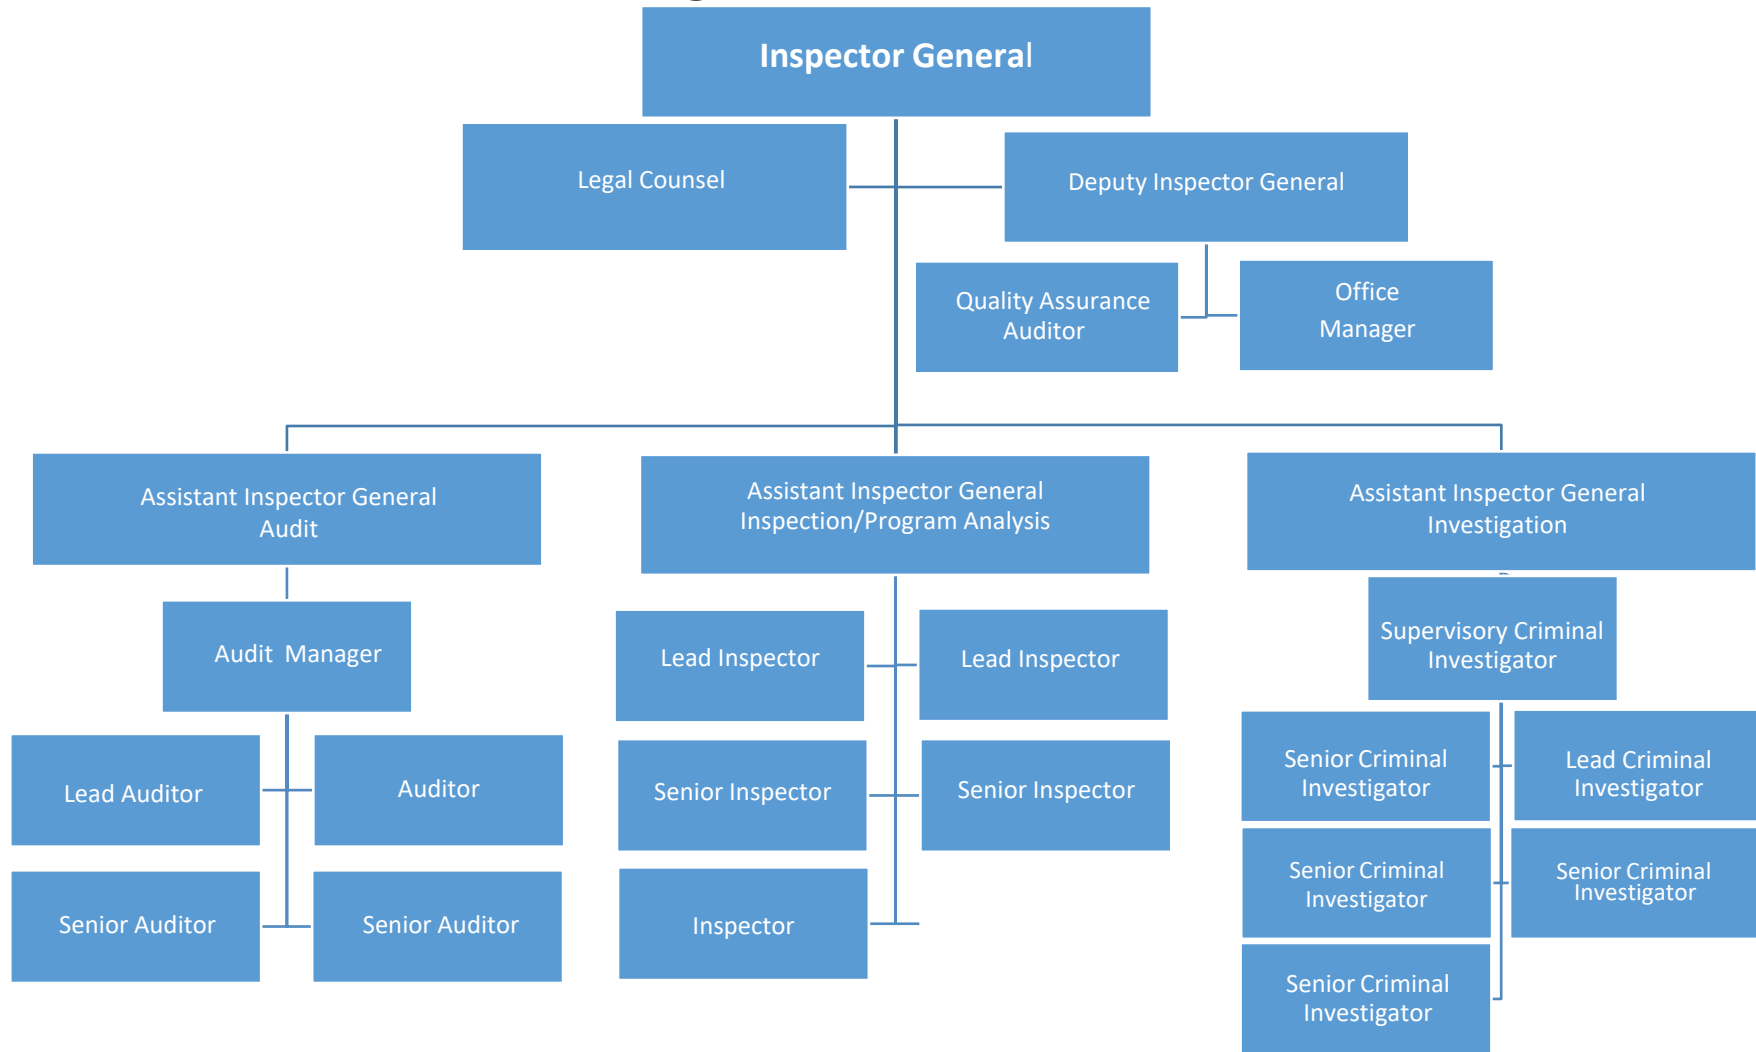 Inspector General
Legal Counsel
Deputy Inspector General
Quality Assurance
Auditor
Office
Manager
Assistant Inspector General
Audit
Assistant Inspector General
Inspection/Program Analysis
Assistant Inspector General
Investigation
Audit Manager
Lead Inspector
Lead Inspector
Supervisory Criminal
Investigator
Lead Auditor
Auditor
Senior Inspector
Senior Inspector
Senior Criminal
Investigator
Lead Criminal
Investigator
Senior Auditor
Senior Auditor
Inspector
Senior Criminal
Investigator
Senior Criminal
Investigator
Senior Criminal
Investigator